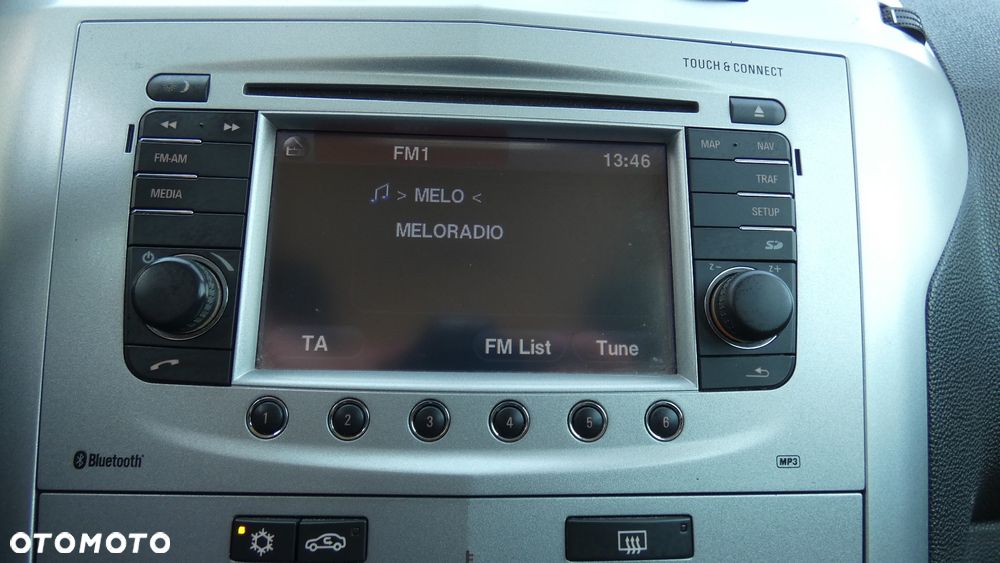 TOUCH & CONNECT
FM-AM
MEDIA
MAP
NAV
TRAF
SETUP
SD
Z-
Z+
FM1
13:46
> MELO <
MELORADIO
TA
FM List
Tune
1
2
3
4
5
6
Bluetooth
MP3
OTOMOTO